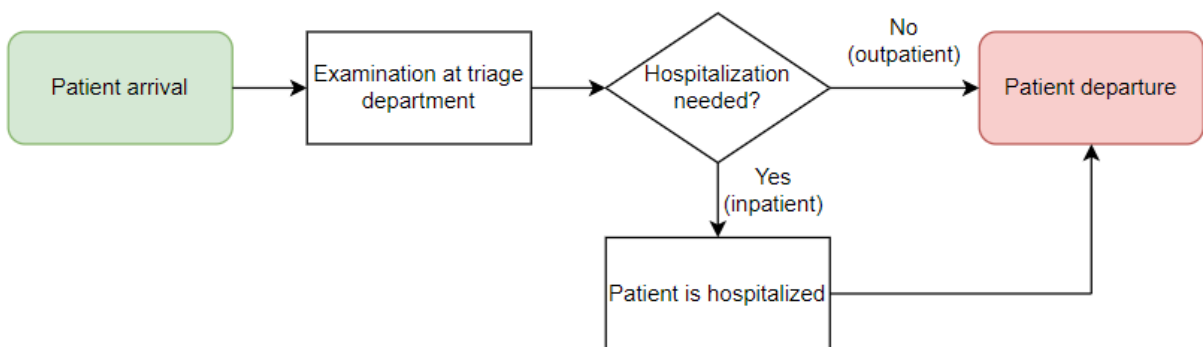 Patient arrival
Examination at triage
department
Hospitalization
needed?
No
(outpatient)
Patient departure
Yes
(inpatient)
Patient is hospitalized